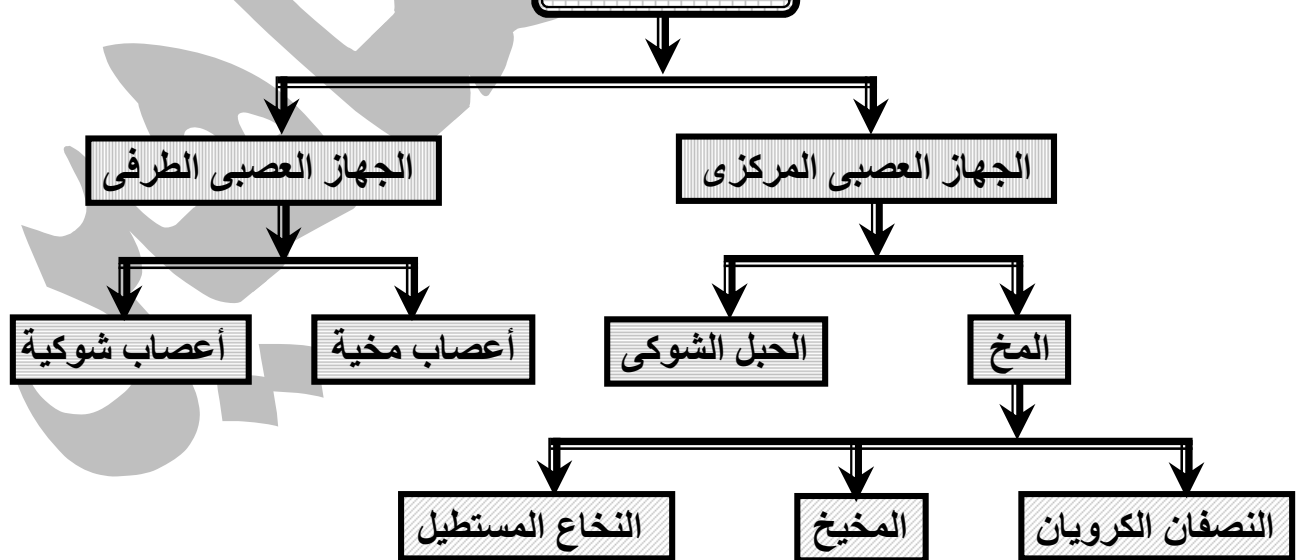 الجهاز العصبى المركزى
الجهاز العصبى الطرفى
المخ
الحبل الشوكى
أعصاب مخية
أعصاب شوكية
النصفان الكرويان
المخيخ
النخاع المستطيل